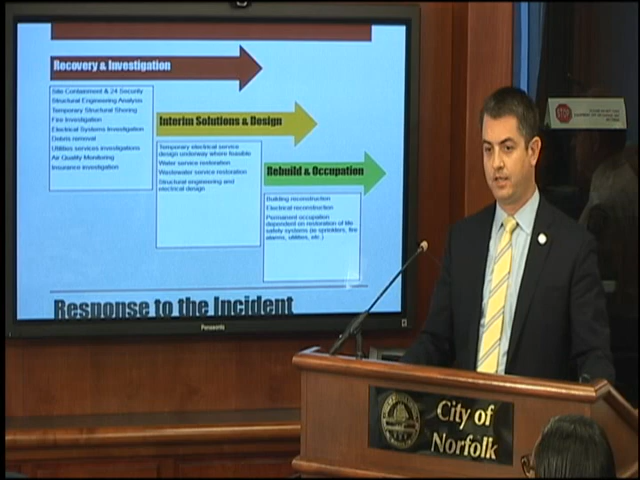 Recovery & Investigation
Site Containment & 24 Security
Structural Engineering Analysis
Temporary Structural Shoring
Fire Investigation
Electrical Systems Investigation
Debris removal
Utilities services investigations
Air Quality Monitoring
Insurance investigation
Interim Solutions & Design
Temporary electrical service
design underway where feasible
Water service restoration
Wastewater service restoration
Structural engineering and
electrical design
Rebuild & Occupation
Building reconstruction
Electrical reconstruction
Permanent occupation
dependent on restoration of life
safety systems (ie sprinklers, fire
alarms, utilities, etc.)
Response to the Incident
Panasonic
STOP
City of
Norfolk